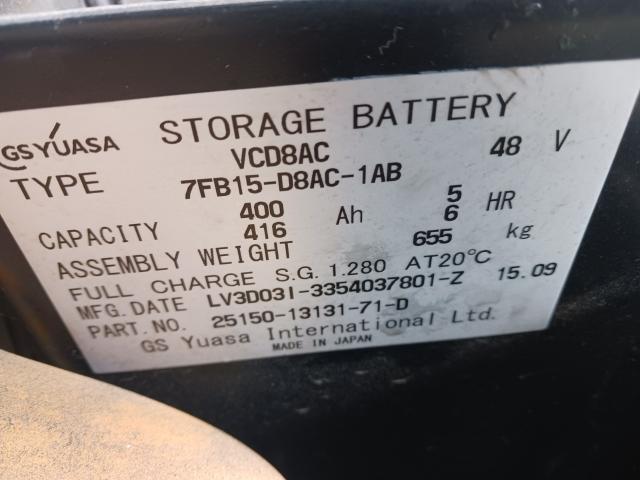 GS YUASA STORAGE BATTERY
TYPE VCD8AC 48 V
7FB15-D8AC-1AB
CAPACITY 400 Ah 5 HR
416 6
ASSEMBLY WEIGHT 655 kg
FULL CHARGE S.G. 1.280 AT20°C
MFG. DATE LV3D03I-3354037801-Z 15.09
PART. NO. 25150-13131-71-D
GS Yuasa International Ltd.
MADE IN JAPAN